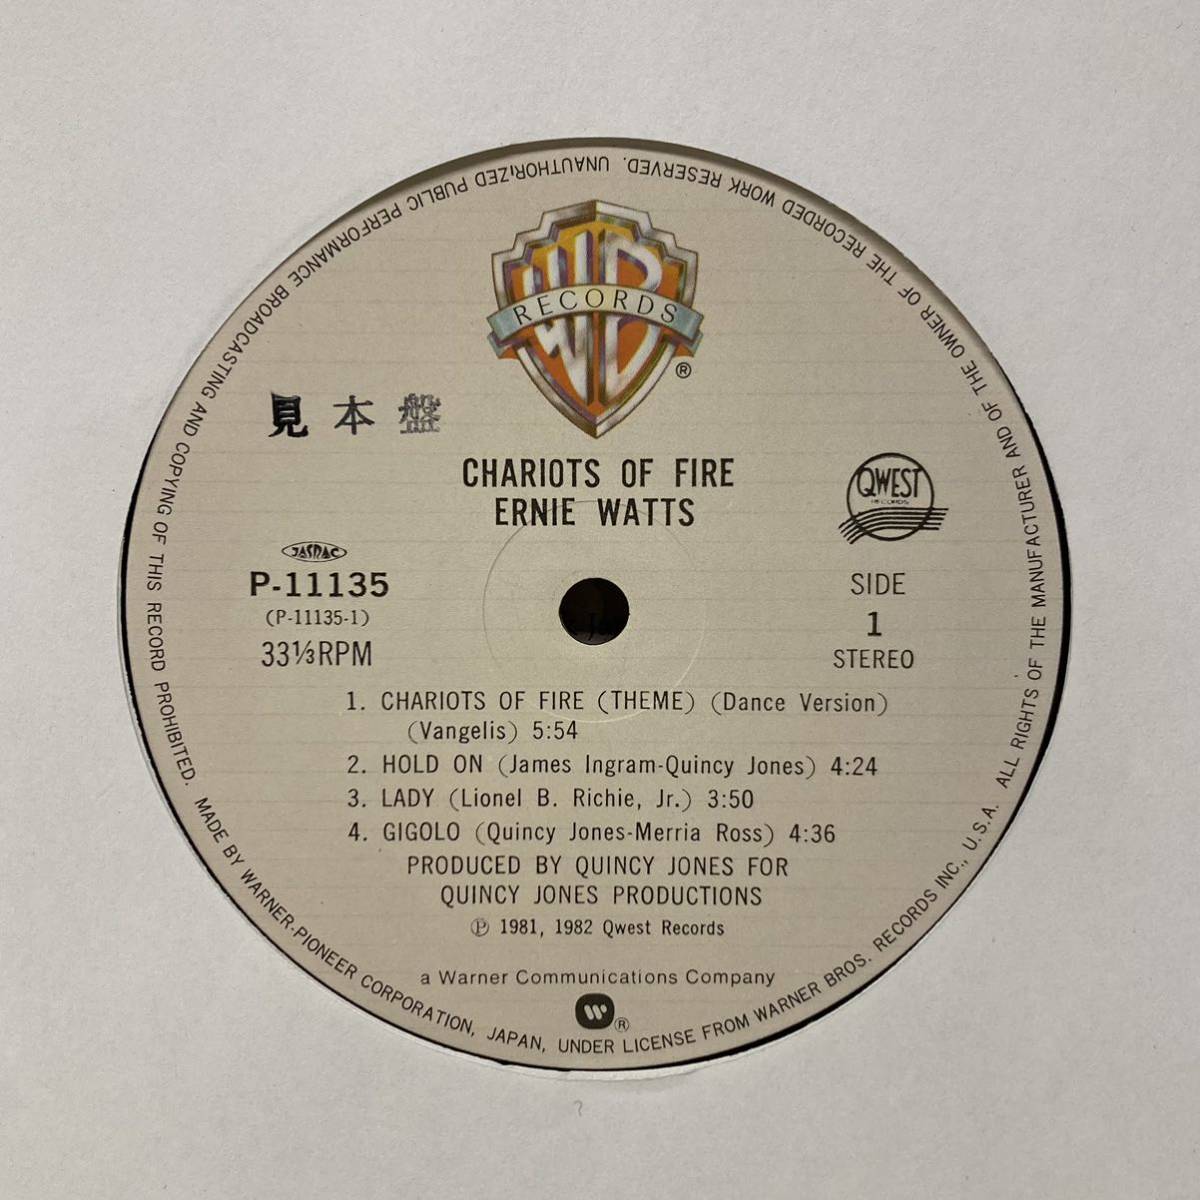 WB
RECORDS
®
見本盤
CHARIOTS OF FIRE
ERNIE WATTS
QWEST
RECORDS
JASRAC
P-11135
(P-11135-1)
33⅓RPM
SIDE
1
STEREO
1. CHARIOTS OF FIRE (THEME) (Dance Version)
(Vangelis) 5:54
2. HOLD ON (James Ingram-Quincy Jones) 4:24
3. LADY (Lionel B. Richie, Jr.) 3:50
4. GIGOLO (Quincy Jones-Merria Ross) 4:36
PRODUCED BY QUINCY JONES FOR
QUINCY JONES PRODUCTIONS
Ⓟ 1981, 1982 Qwest Records
a Warner Communications Company
®
MADE BY WARNER-PIONEER CORPORATION, JAPAN, UNDER LICENSE FROM WARNER BROS. RECORDS INC., U.S.A. ALL RIGHTS OF THE MANUFACTURER AND OF THE OWNER OF THE RECORDED WORK RESERVED. UNAUTHORIZED PUBLIC PERFORMANCE BROADCASTING AND COPYING OF THIS RECORD PROHIBITED.